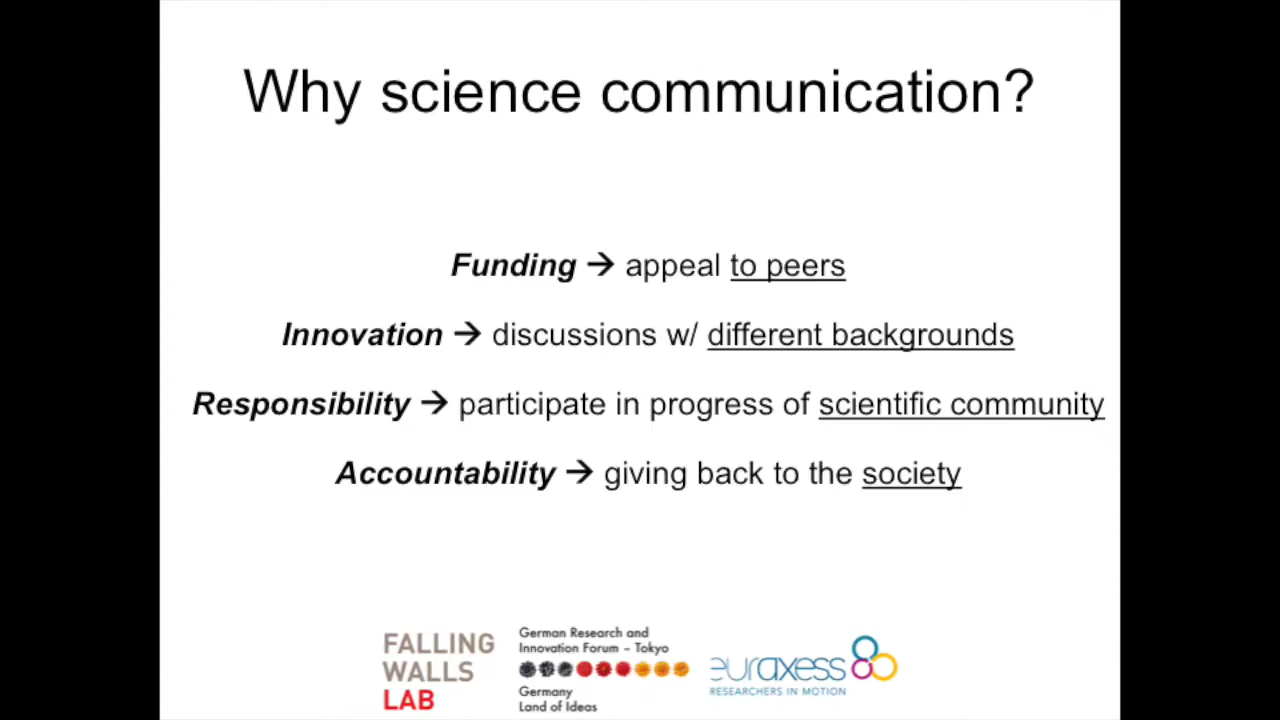 Why science communication?
Funding → appeal to peers
Innovation → discussions w/ different backgrounds
Responsibility → participate in progress of scientific community
Accountability → giving back to the society
FALLING
WALLS
LAB
German Research and
Innovation Forum – Tokyo
Germany
Land of Ideas
euraxess
RESEARCHERS IN MOTION